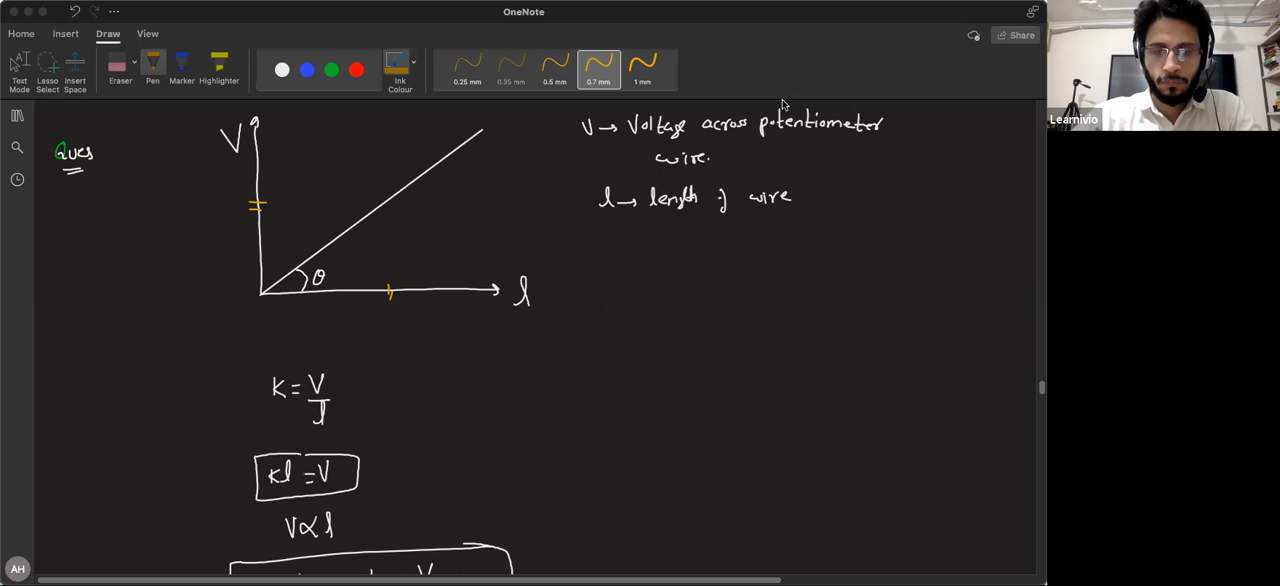 OneNote
Home Insert Draw View
Share
Text Mode
Lasso Select
Insert Space
Eraser
Pen
Marker
Highlighter
Ink Colour
0.25 mm
0.35 mm
0.5 mm
0.7 mm
1 mm
Learnivio
Ques
V
θ
l
V → Voltage across potentiometer
wire.
l → length of wire
K = V/l
Kl = V
V ∝ l
V
AH